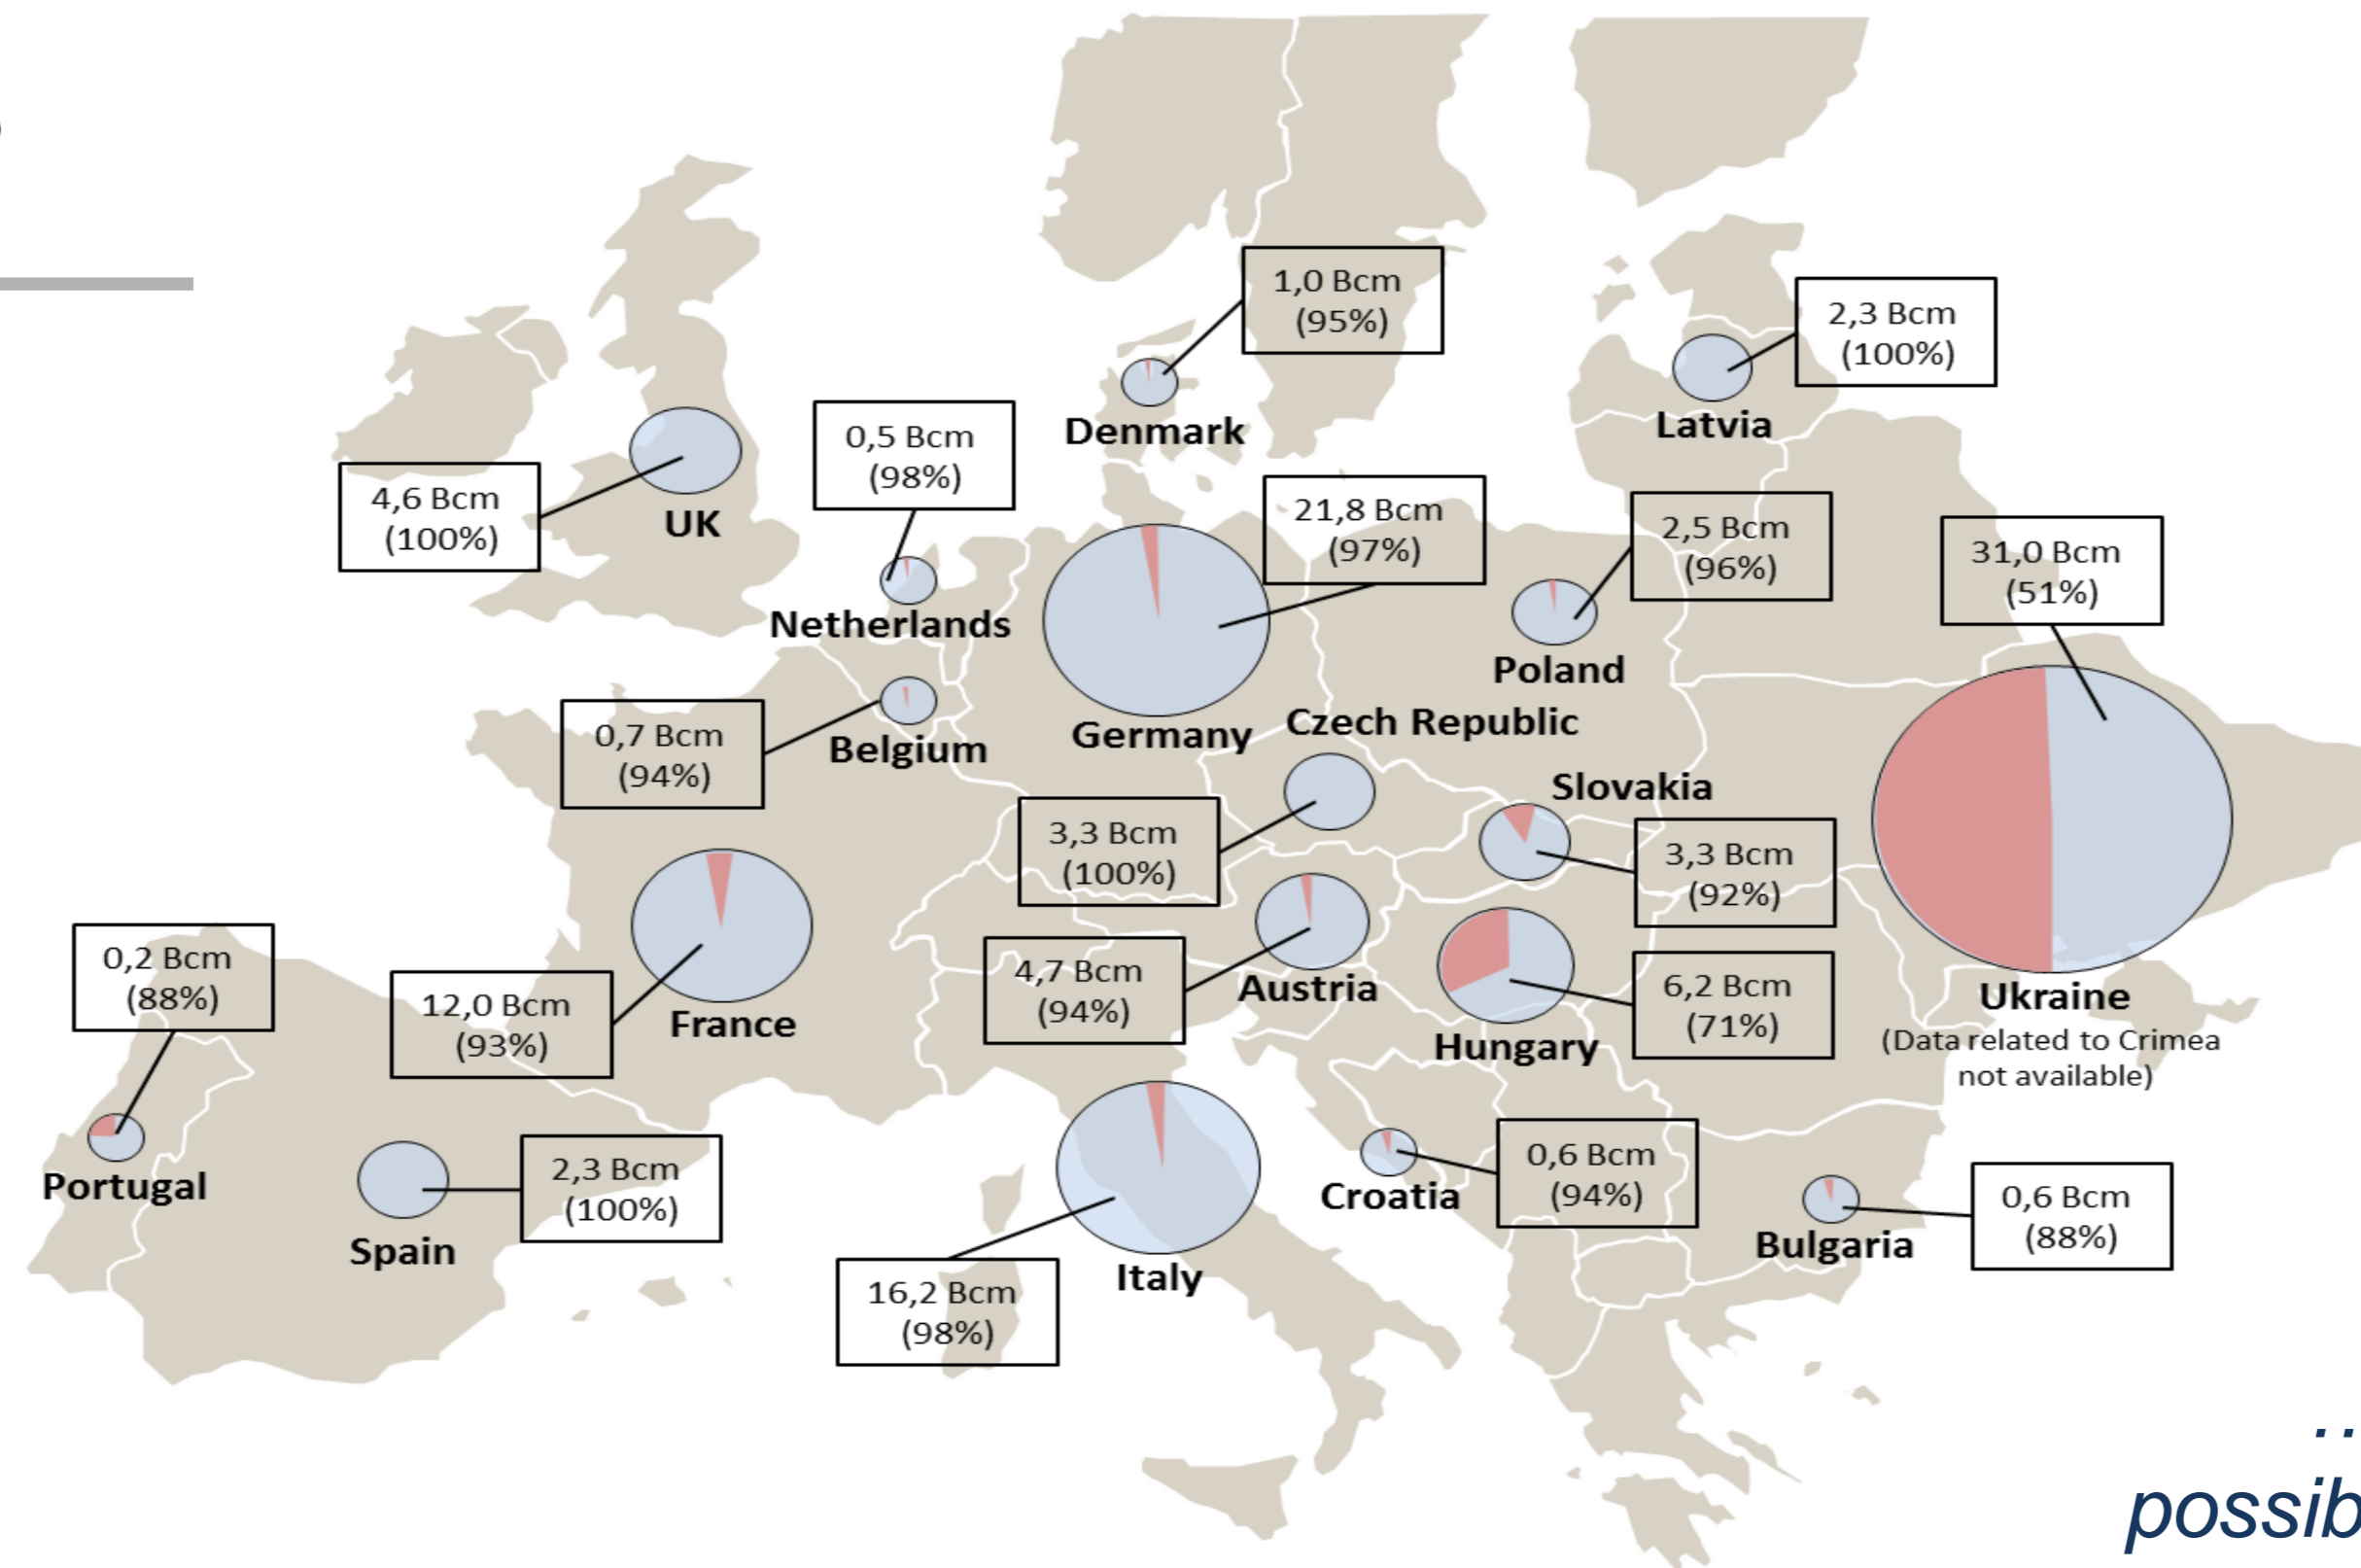 1,0 Bcm
(95%)
Denmark
2,3 Bcm
(100%)
Latvia
0,5 Bcm
(98%)
Netherlands
4,6 Bcm
(100%)
UK
21,8 Bcm
(97%)
Germany
2,5 Bcm
(96%)
Poland
31,0 Bcm
(51%)
Ukraine
(Data related to Crimea
not available)
0,7 Bcm
(94%)
Belgium
Czech Republic
3,3 Bcm
(100%)
Slovakia
3,3 Bcm
(92%)
12,0 Bcm
(93%)
France
4,7 Bcm
(94%)
Austria
6,2 Bcm
(71%)
Hungary
0,2 Bcm
(88%)
Portugal
2,3 Bcm
(100%)
Spain
16,2 Bcm
(98%)
Italy
0,6 Bcm
(94%)
Croatia
0,6 Bcm
(88%)
Bulgaria
..
possib